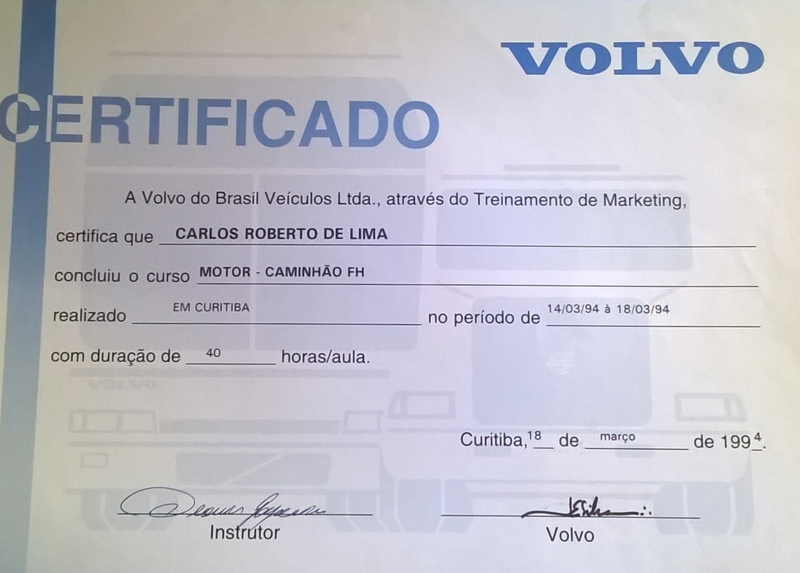 VOLVO
CERTIFICADO
A Volvo do Brasil Veículos Ltda., através do Treinamento de Marketing,
certifica que CARLOS ROBERTO DE LIMA
concluiu o curso MOTOR - CAMINHÃO FH
realizado EM CURITIBA no período de 14/03/94 à 18/03/94
com duração de 40 horas/aula.
VOLVO
Curitiba, 18 de março de 1994.
Instrutor Volvo